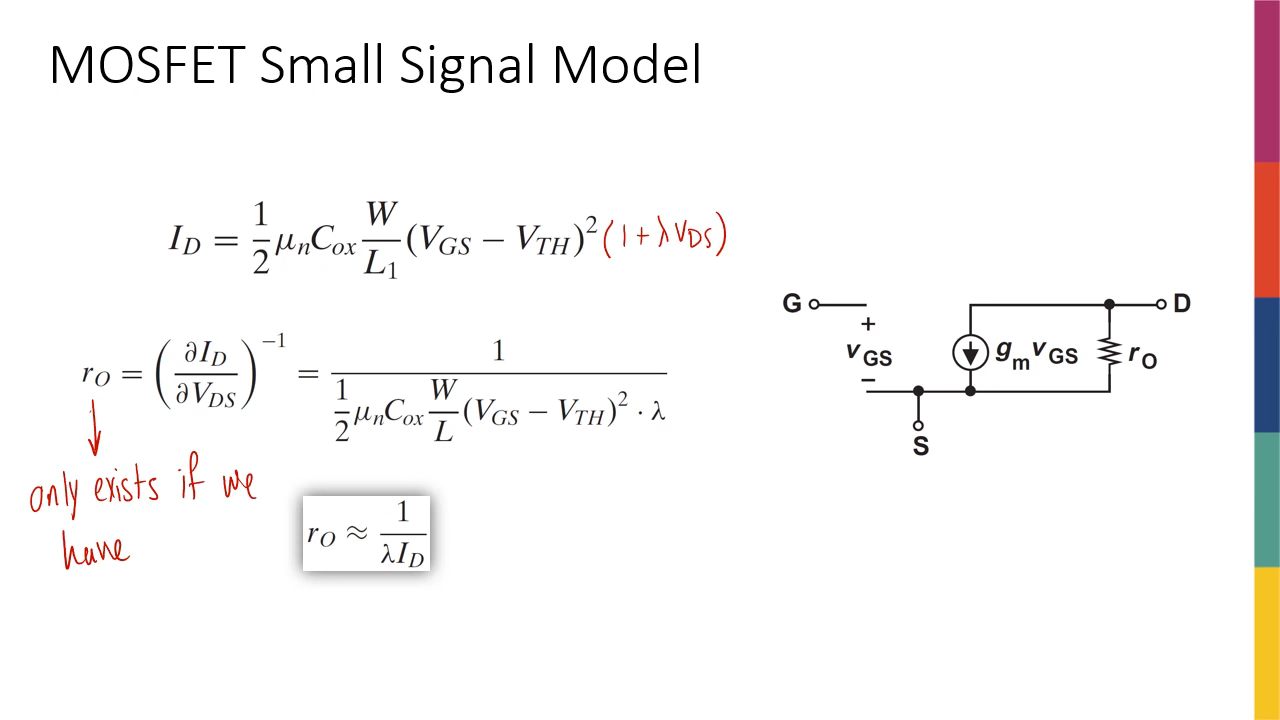 MOSFET Small Signal Model
I_D = 1/2 μ_n C_ox W/L_1 (V_GS − V_TH)^2 (1 + λ V_DS)
r_O = (∂I_D/∂V_DS)^−1 = 1 / (1/2 μ_n C_ox W/L (V_GS − V_TH)^2 · λ)
only exists if we
have
r_O ≈ 1/(λI_D)
G
D
+
v_GS
−
g_m v_GS
r_O
S